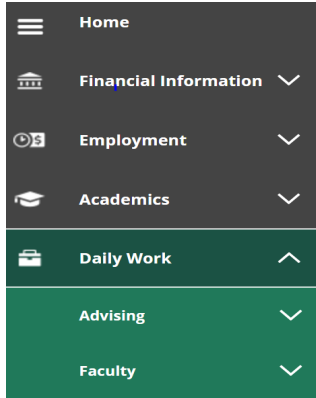 Home
Financial Information
Employment
Academics
Daily Work
Advising
Faculty